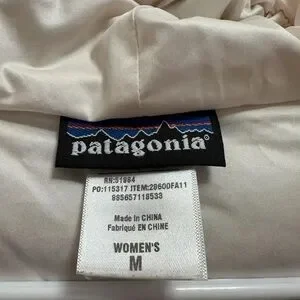 patagonia®
RN:51884
PO:115317 ITEM:28600FA11
885657118533
Made in CHINA
Fabriqué EN CHINE
WOMEN'S
M